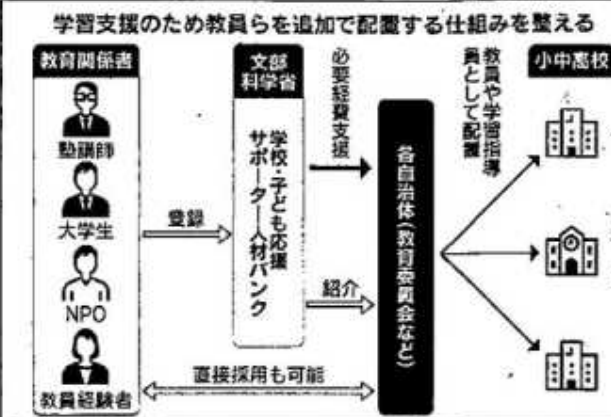 学習支援のため教員らを追加で配置する仕組みを整える
教育関係者
塾講師
大学生
NPO
教員経験者
登録
文部
科学省
学校・子ども応援
サポーター人材バンク
必要経費支援
紹介
直接採用も可能
各自治体(教育委員会など)
教員や学習指導
員として配置
小中高校